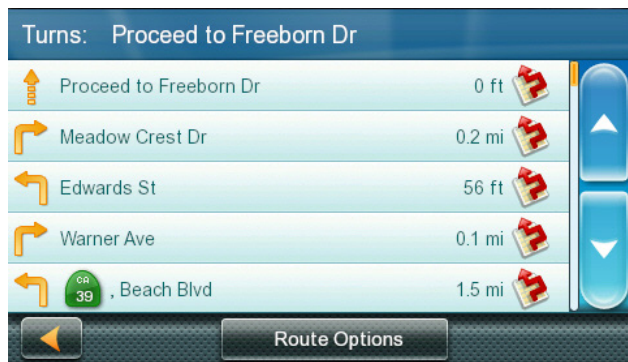 Turns: Proceed to Freeborn Dr
Proceed to Freeborn Dr 0 ft
Meadow Crest Dr 0.2 mi
Edwards St 56 ft
Warner Ave 0.1 mi
CA 39 , Beach Blvd 1.5 mi
Route Options